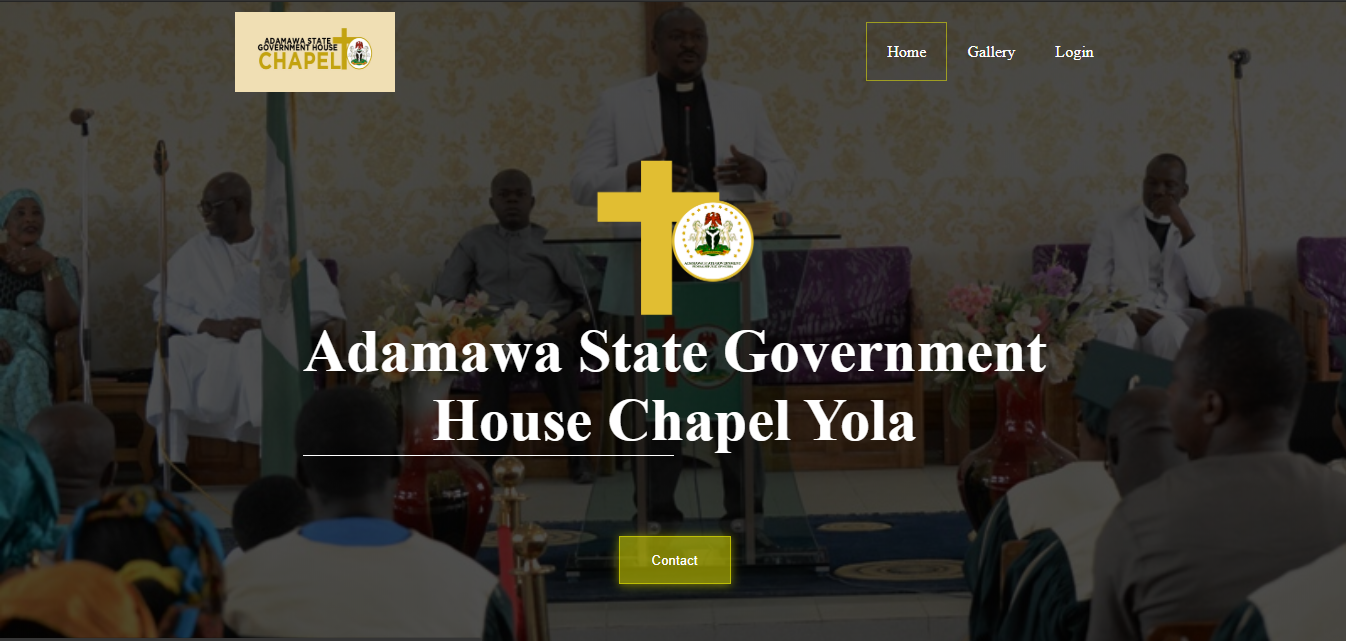 ADAMAWA STATE
GOVERNMENT HOUSE
CHAPEL
Home
Gallery
Login
Adamawa State Government
House Chapel Yola
Contact